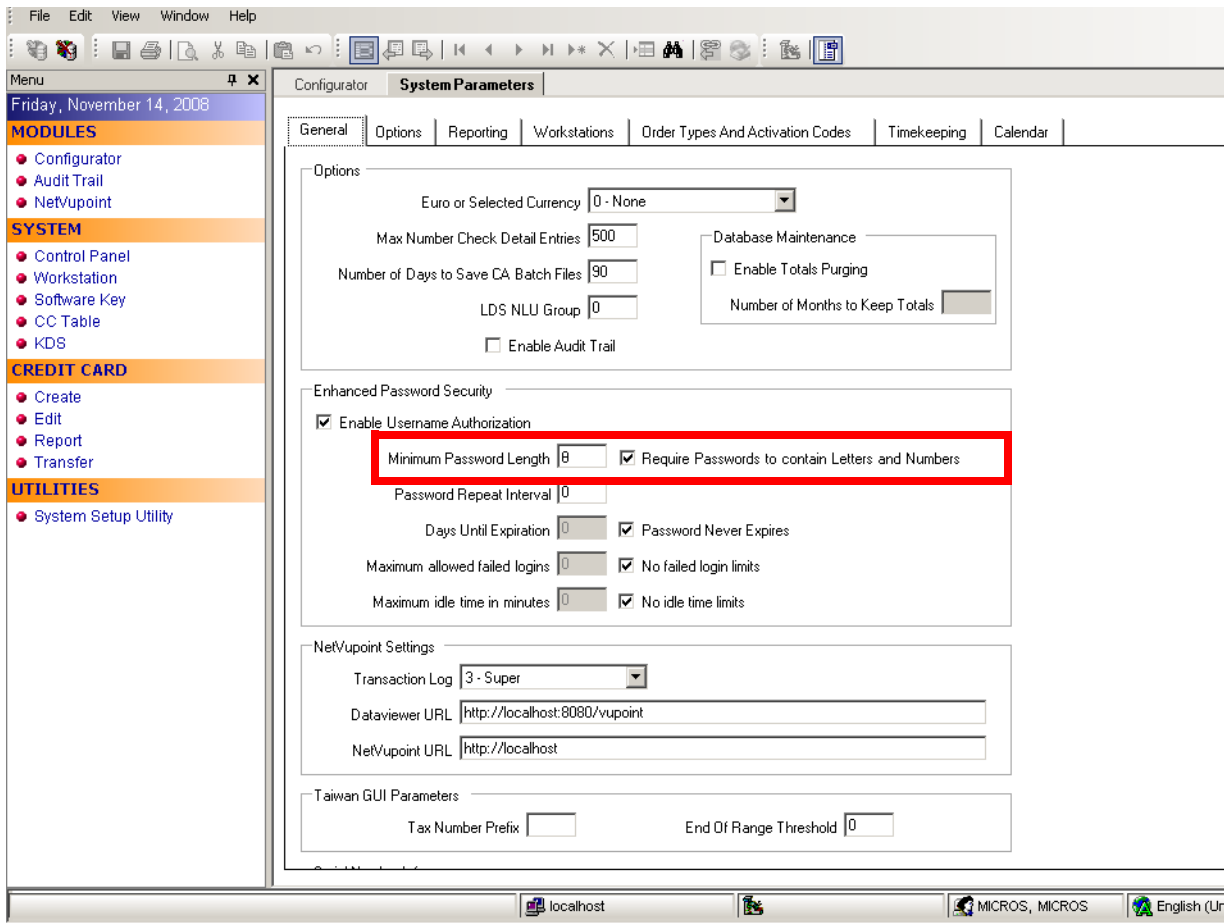 File Edit View Window Help
Menu
Configurator System Parameters
Friday, November 14, 2008
MODULES
Configurator
Audit Trail
NetVupoint
SYSTEM
Control Panel
Workstation
Software Key
CC Table
KDS
CREDIT CARD
Create
Edit
Report
Transfer
UTILITIES
System Setup Utility
General Options Reporting Workstations Order Types And Activation Codes Timekeeping Calendar
Options
Euro or Selected Currency 0 - None
Max Number Check Detail Entries 500
Number of Days to Save CA Batch Files 90
LDS NLU Group 0
Enable Audit Trail
Database Maintenance
Enable Totals Purging
Number of Months to Keep Totals
Enhanced Password Security
Enable Username Authorization
Minimum Password Length 8 Require Passwords to contain Letters and Numbers
Password Repeat Interval 0
Days Until Expiration 0 Password Never Expires
Maximum allowed failed logins 0 No failed login limits
Maximum idle time in minutes 0 No idle time limits
NetVupoint Settings
Transaction Log 3 - Super
Dataviewer URL http://localhost:8080/vupoint
NetVupoint URL http://localhost
Taiwan GUI Parameters
Tax Number Prefix End Of Range Threshold 0
localhost MICROS, MICROS English (Un